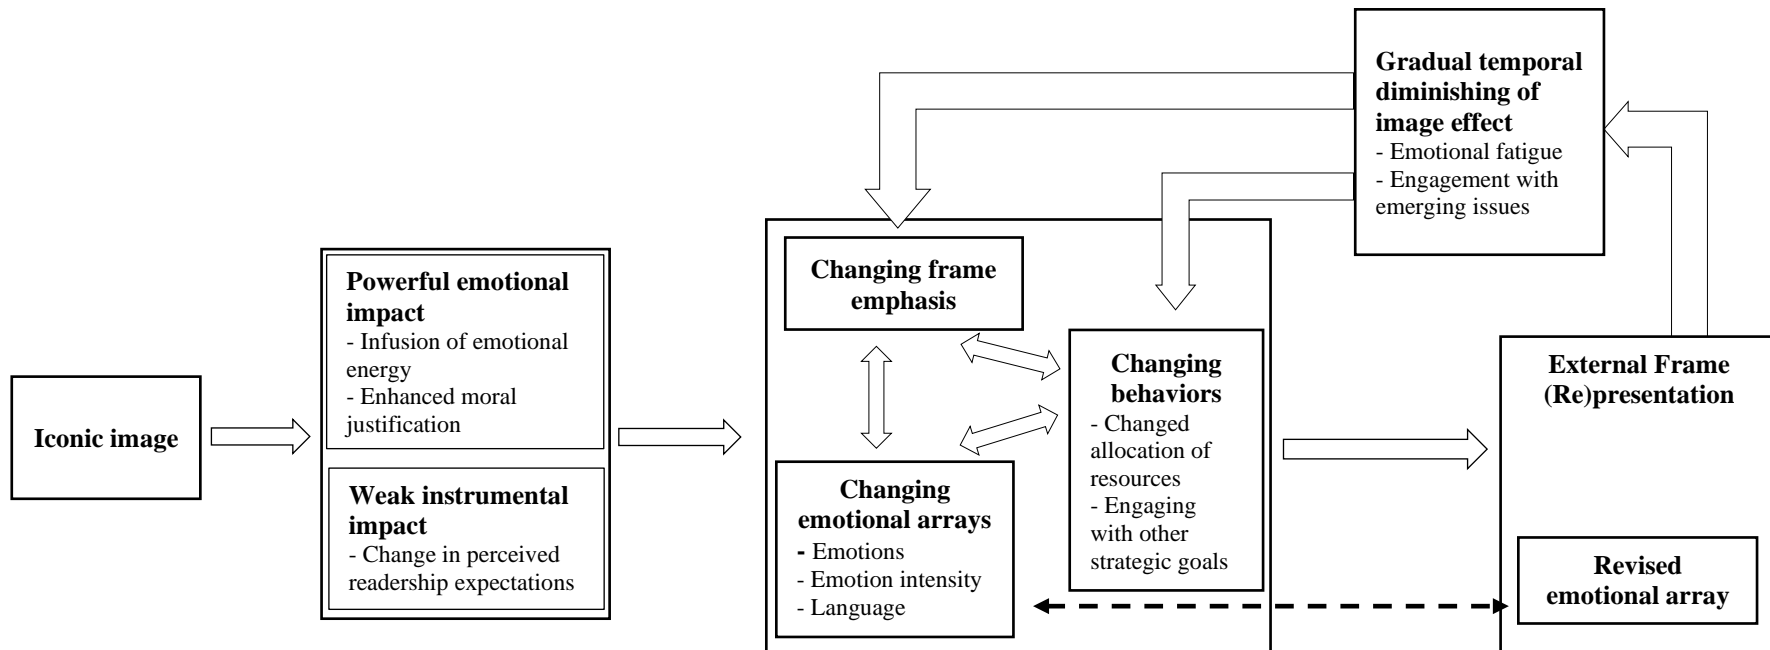 Iconic image
Powerful emotional
impact
- Infusion of emotional
energy
- Enhanced moral
justification
Weak instrumental
impact
- Change in perceived
readership expectations
Changing frame
emphasis
Changing
emotional arrays
- Emotions
- Emotion intensity
- Language
Changing
behaviors
- Changed
allocation of
resources
- Engaging
with other
strategic goals
Gradual temporal
diminishing of
image effect
- Emotional fatigue
- Engagement with
emerging issues
External Frame
(Re)presentation
Revised
emotional array